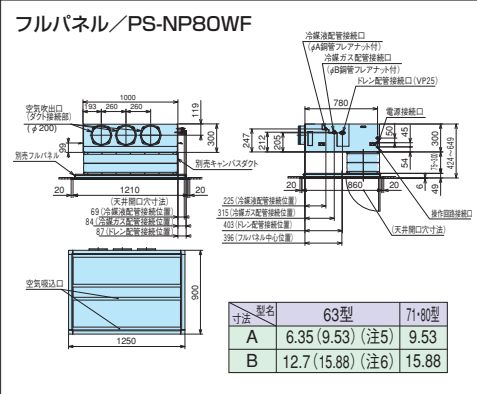 フルパネル／PS-NP80WF
冷媒液配管接続口
(φA銅管フレアナット付)
冷媒ガス配管接続口
(φB銅管フレアナット付)
ドレン配管接続口(VP25)
電源接続口
空気吹出口
(ダクト接続部)
(φ200)
1000
193 260 260
119
300
99
別売フルパネル
別売キャンバスダクト
20 1210 20
(天井開口穴寸法)
69(冷媒液配管接続位置)
84(冷媒ガス配管接続位置)
87(ドレン配管接続位置)
780
247
212
205
50
45
54
300
75~300
424~649
6
49
20 860 20
操作回路接続口
(天井開口穴寸法)
225(冷媒液配管接続位置)
315(冷媒ガス配管接続位置)
403(ドレン配管接続位置)
396(フルパネル中心位置)
空気吸込口
900
1250
寸法 型名 63型 71・80型
A 6.35(9.53)(注5) 9.53
B 12.7(15.88)(注6) 15.88